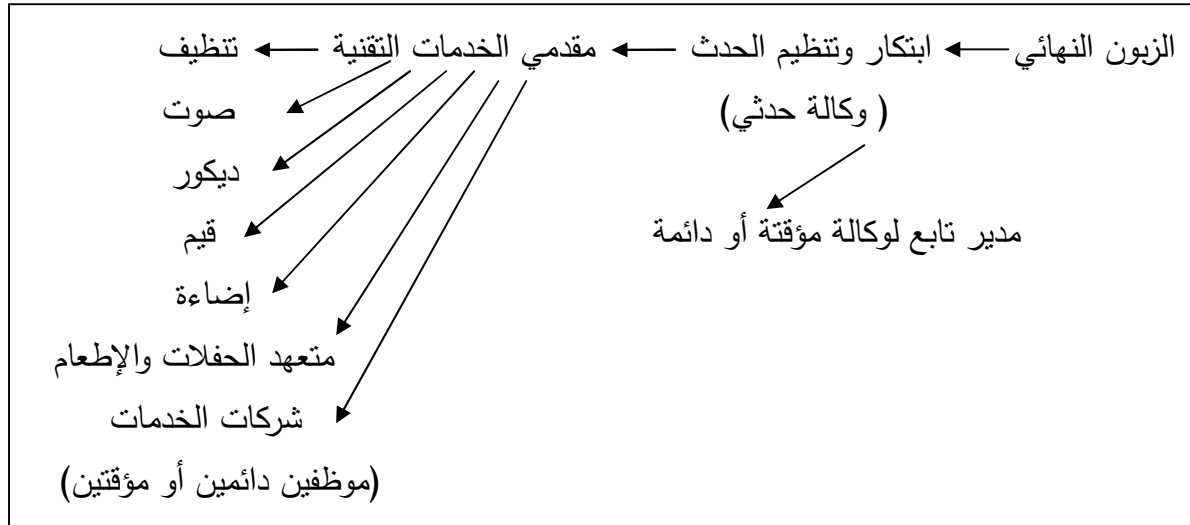 الزبون النهائي ابتكار وتنظيم الحدث مقدمي الخدمات التقنية تنظيف
( وكالة حدثي) صوت
ديكور
مدير تابع لوكالة مؤقتة أو دائمة قيم
إضاءة
متعهد الحفلات والإطعام
شركات الخدمات
(موظفين دائمين أو مؤقتين)